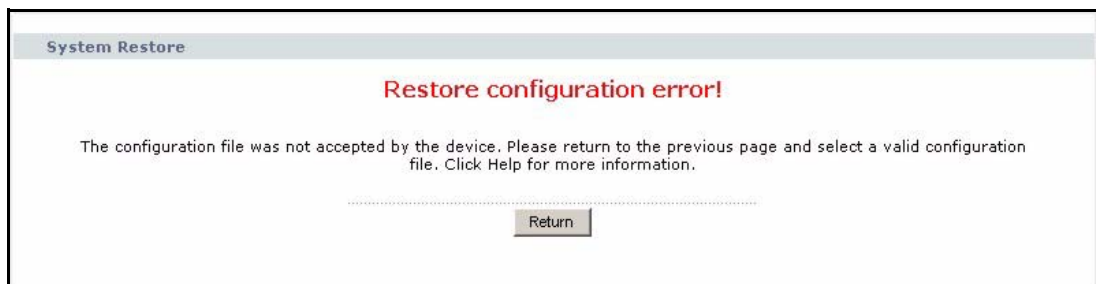 System Restore
Restore configuration error!
The configuration file was not accepted by the device. Please return to the previous page and select a valid configuration
file. Click Help for more information.
Return